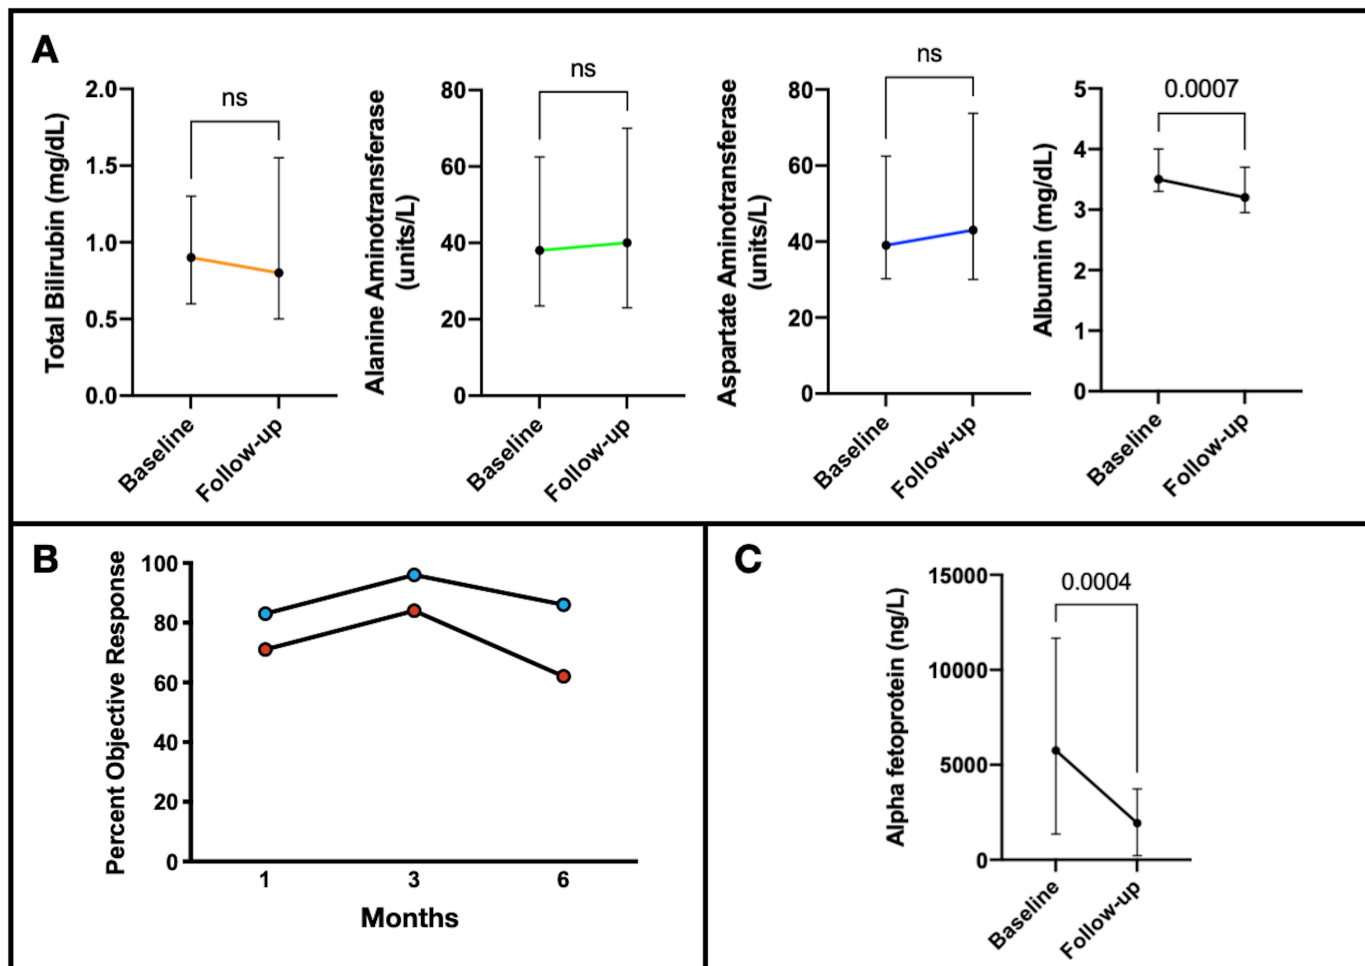 A
Total Bilirubin (mg/dL)
2.0
1.5
1.0
0.5
0.0
ns
Baseline
Follow-up
Alanine Aminotransferase
(units/L)
80
60
40
20
0
ns
Baseline
Follow-up
Aspartate Aminotransferase
(units/L)
80
60
40
20
0
ns
Baseline
Follow-up
Albumin (mg/dL)
5
4
3
2
1
0
0.0007
Baseline
Follow-up
B
Percent Objective Response
100
80
60
40
20
0
1 3 6
Months
C
Alpha fetoprotein (ng/L)
15000
10000
5000
0
0.0004
Baseline
Follow-up